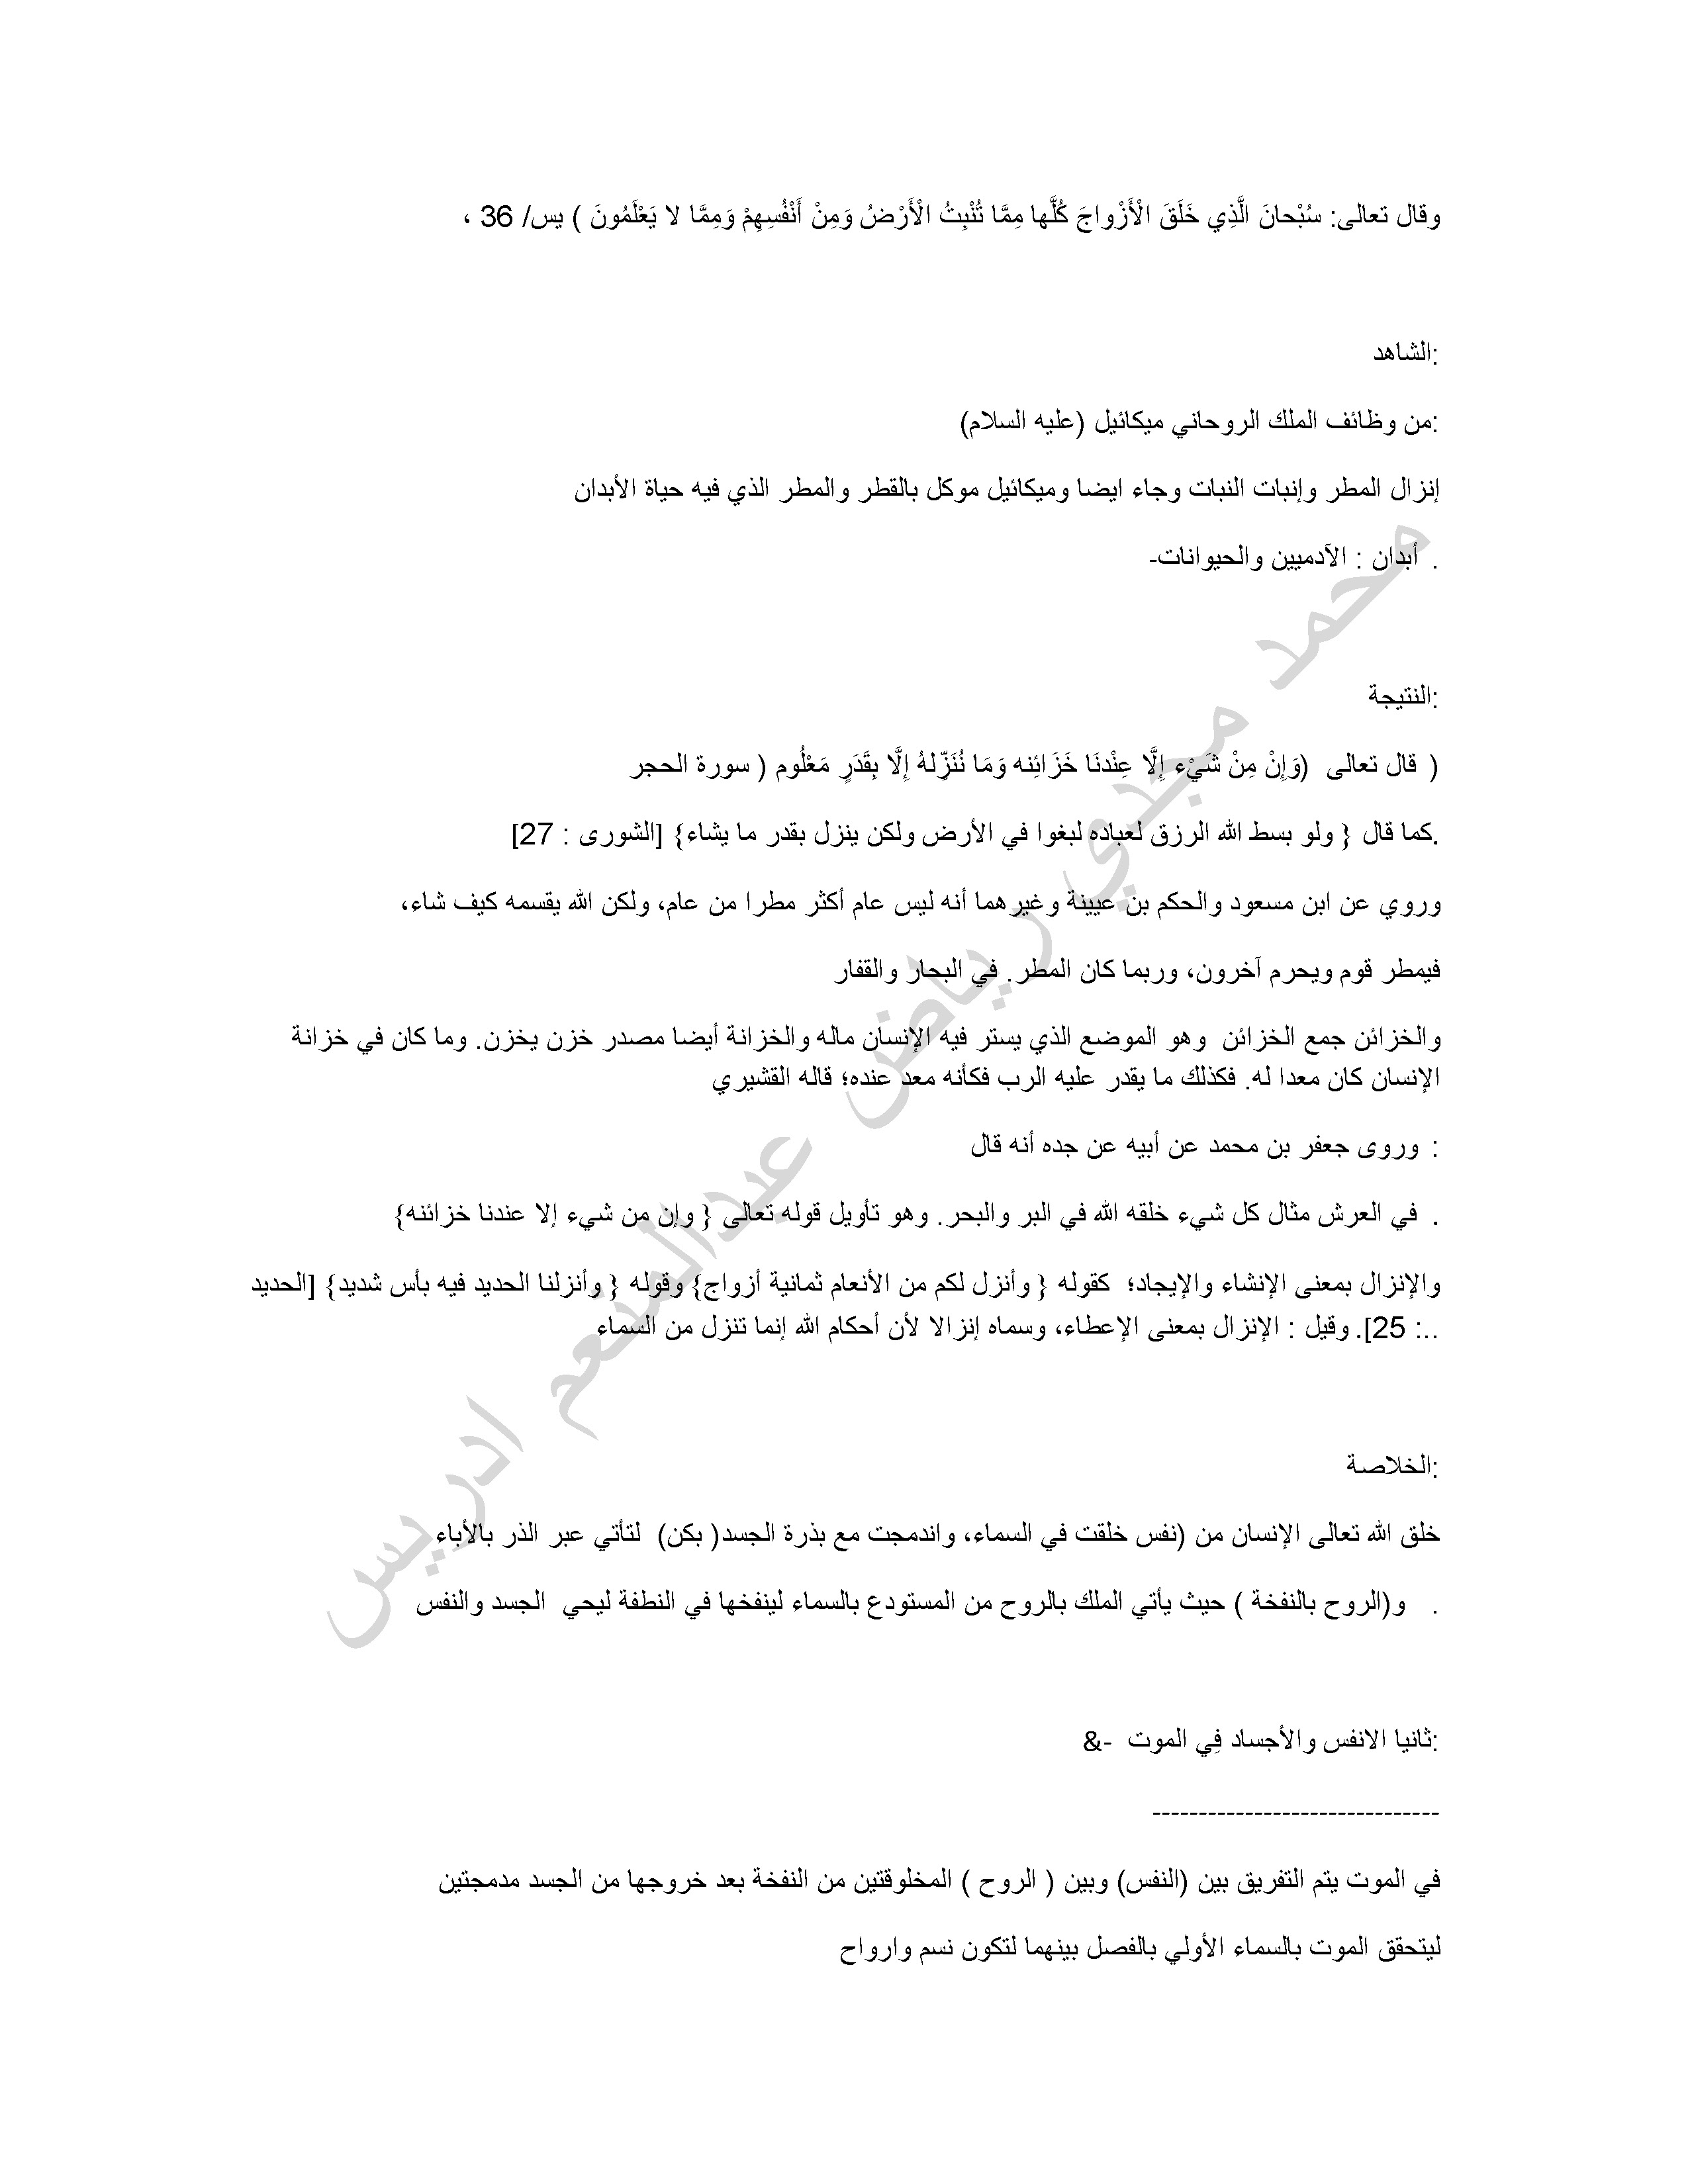 وقال تعالى: سُبْحانَ الَّذِي خَلَقَ الْأَزْواجَ كُلَّها مِمَّا تُنْبِتُ الْأَرْضُ وَمِنْ أَنْفُسِهِمْ وَمِمَّا لا يَعْلَمُونَ ) يس/ 36 ،
:الشاهد
:من وظائف الملك الروحاني ميكائيل (عليه السلام)
إنزال المطر وإنبات النبات وجاء ايضا وميكائيل موكل بالقطر والمطر الذي فيه حياة الأبدان
. أبدان : الآدميين والحيوانات-
:النتيجة
( قال تعالى (وَإِنْ مِنْ شَيْء إِلَّا عِنْدنَا خَزَائِنه وَمَا نُنَزِّلهُ إِلَّا بِقَدَرٍ مَعْلُوم ( سورة الحجر
.كما قال { ولو بسط الله الرزق لعباده لبغوا في الأرض ولكن ينزل بقدر ما يشاء} [الشورى : 27]
وروي عن ابن مسعود والحكم بن عيينة وغيرهما أنه ليس عام أكثر مطرا من عام، ولكن الله يقسمه كيف شاء،
فيمطر قوم ويحرم آخرون، وربما كان المطر. في البحار والقفار
والخزائن جمع الخزائن وهو الموضع الذي يستر فيه الإنسان ماله والخزانة أيضا مصدر خزن يخزن. وما كان في خزانة
الإنسان كان معدا له. فكذلك ما يقدر عليه الرب فكأنه معد عنده؛ قاله القشيري
: وروى جعفر بن محمد عن أبيه عن جده أنه قال
. في العرش مثال كل شيء خلقه الله في البر والبحر. وهو تأويل قوله تعالى { وإن من شيء إلا عندنا خزائنه}
والإنزال بمعنى الإنشاء والإيجاد؛ كقوله { وأنزل لكم من الأنعام ثمانية أزواج} وقوله { وأنزلنا الحديد فيه بأس شديد} [الحديد
..: 25]. وقيل : الإنزال بمعنى الإعطاء، وسماه إنزالا لأن أحكام الله إنما تنزل من السماء
:الخلاصة
خلق الله تعالى الإنسان من (نفس خلقت في السماء، واندمجت مع بذرة الجسد( بكن) لتأتي عبر الذر بالأباء
. و(الروح بالنفخة ) حيث يأتي الملك بالروح من المستودع بالسماء لينفخها في النطفة ليحي الجسد والنفس
:ثانيا الانفس والأجساد فِي الموت -&
-------------------------------
في الموت يتم التفريق بين (النفس) وبين ( الروح ) المخلوقتين من النفخة بعد خروجها من الجسد مدمجتين
ليتحقق الموت بالسماء الأولي بالفصل بينهما لتكون نسم وارواح
محمد مجدي رياض عبدالمنعم ادريس